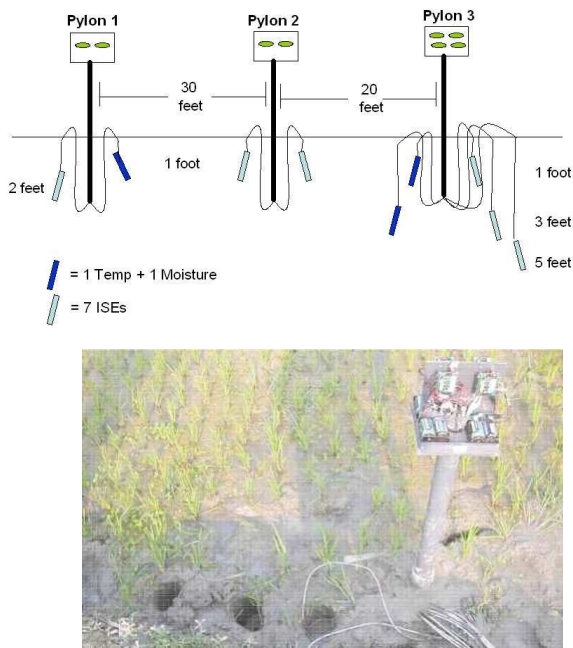 Pylon 1
Pylon 2
Pylon 3
30
feet
20
feet
1 foot
2 feet
1 foot
3 feet
5 feet
= 1 Temp + 1 Moisture
= 7 ISEs